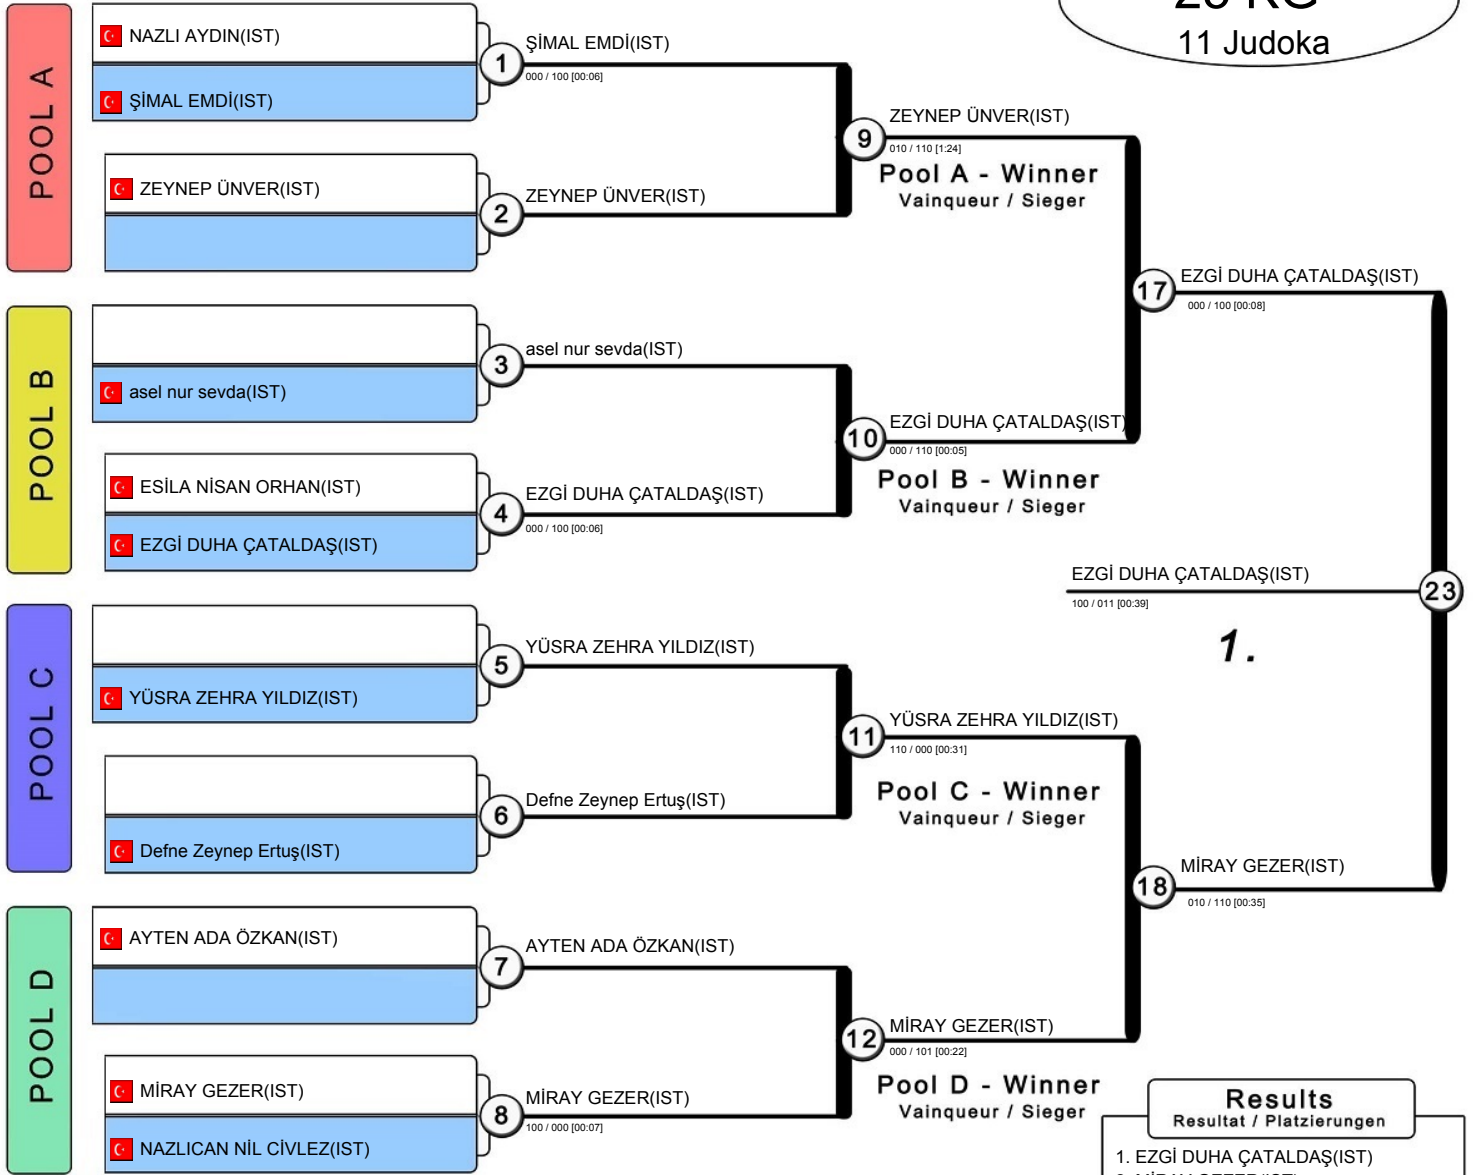 28 KG
11 Judoka
POOL A
NAZLI AYDIN(IST)
ŞİMAL EMDİ(IST)
1
ŞİMAL EMDİ(IST)
000 / 100 [00:06]
ZEYNEP ÜNVER(IST)
2
ZEYNEP ÜNVER(IST)
9
ZEYNEP ÜNVER(IST)
010 / 110 [1:24]
Pool A - Winner
Vainqueur / Sieger
POOL B
asel nur sevda(IST)
3
asel nur sevda(IST)
ESİLA NİSAN ORHAN(IST)
EZGİ DUHA ÇATALDAŞ(IST)
4
EZGİ DUHA ÇATALDAŞ(IST)
000 / 100 [00:06]
10
EZGİ DUHA ÇATALDAŞ(IST)
000 / 110 [00:05]
Pool B - Winner
Vainqueur / Sieger
17
EZGİ DUHA ÇATALDAŞ(IST)
000 / 100 [00:08]
EZGİ DUHA ÇATALDAŞ(IST)
100 / 011 [00:39]
23
1.
POOL C
YÜSRA ZEHRA YILDIZ(IST)
5
YÜSRA ZEHRA YILDIZ(IST)
Defne Zeynep Ertuş(IST)
6
Defne Zeynep Ertuş(IST)
11
YÜSRA ZEHRA YILDIZ(IST)
110 / 000 [00:31]
Pool C - Winner
Vainqueur / Sieger
18
MİRAY GEZER(IST)
010 / 110 [00:35]
POOL D
AYTEN ADA ÖZKAN(IST)
7
AYTEN ADA ÖZKAN(IST)
MİRAY GEZER(IST)
NAZLICAN NİL CİVLEZ(IST)
8
MİRAY GEZER(IST)
100 / 000 [00:07]
12
MİRAY GEZER(IST)
000 / 101 [00:22]
Pool D - Winner
Vainqueur / Sieger
Results
Resultat / Platzierungen
1. EZGİ DUHA ÇATALDAŞ(IST)
2. MİRAY GEZER(IST)